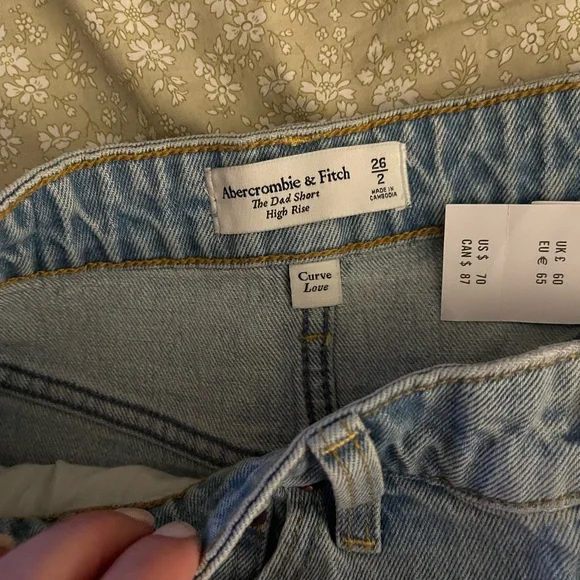 Abercrombie & Fitch
The Dad Short
High Rise
26
2
MADE IN
CAMBODIA
Curve
Love
US $ 70
CAN $ 87
UK £ 60
EU € 65